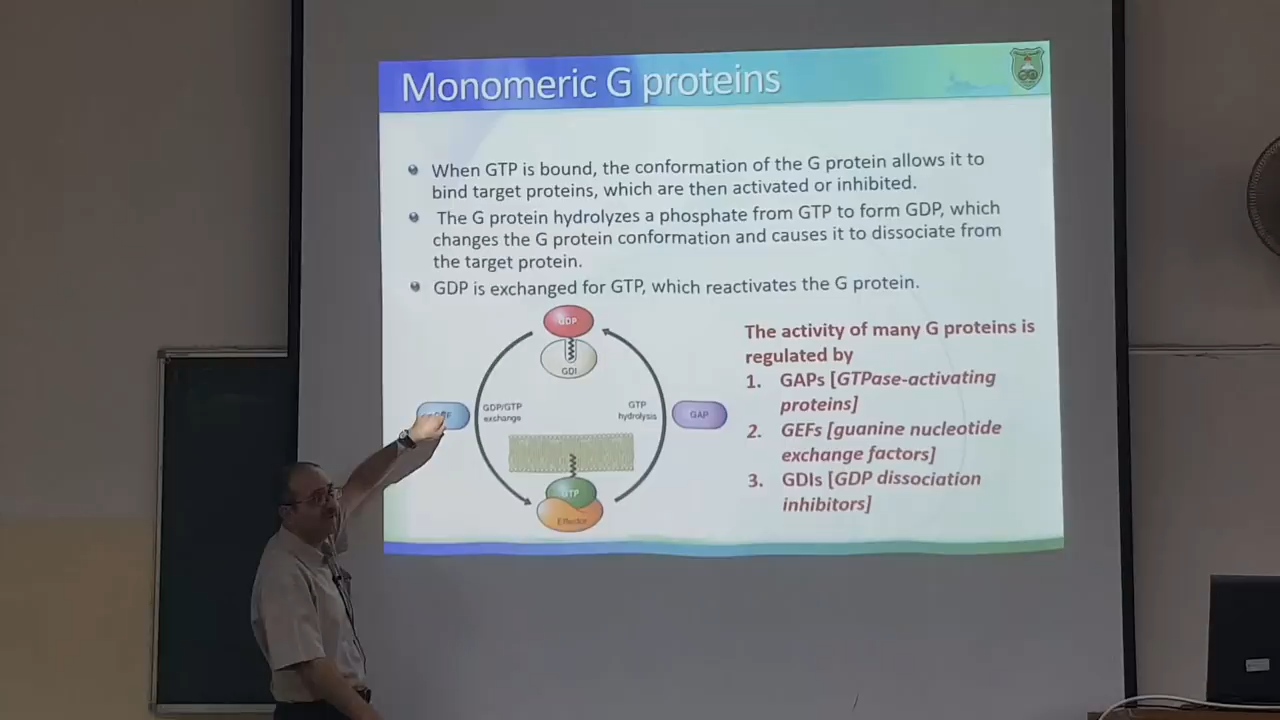 Monomeric G proteins
When GTP is bound, the conformation of the G protein allows it to
bind target proteins, which are then activated or inhibited.
The G protein hydrolyzes a phosphate from GTP to form GDP, which
changes the G protein conformation and causes it to dissociate from
the target protein.
GDP is exchanged for GTP, which reactivates the G protein.
GDP
GDI
GDP/GTP
exchange
GTP
hydrolysis
GAP
GTP
Effector
The activity of many G proteins is
regulated by
1. GAPs [GTPase-activating
proteins]
2. GEFs [guanine nucleotide
exchange factors]
3. GDIs [GDP dissociation
inhibitors]